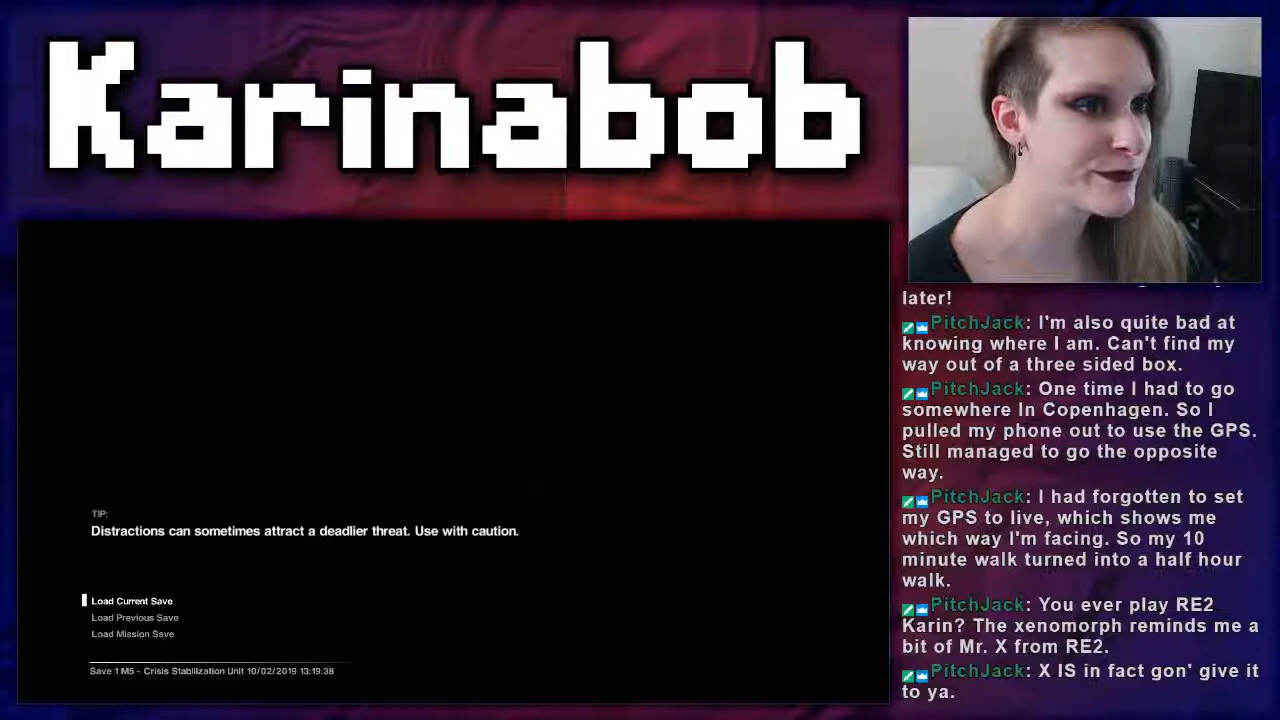 Karinabob
later!
PitchJack: I'm also quite bad at
knowing where I am. Can't find my
way out of a three sided box.
PitchJack: One time I had to go
somewhere In Copenhagen. So I
pulled my phone out to use the GPS.
Still managed to go the opposite
way.
PitchJack: I had forgotten to set
my GPS to live, which shows me
which way I'm facing. So my 10
minute walk turned into a half hour
walk.
PitchJack: You ever play RE2
Karin? The xenomorph reminds me a
bit of Mr. X from RE2.
PitchJack: X IS in fact gon' give it
to ya.
TIP:
Distractions can sometimes attract a deadlier threat. Use with caution.
Load Current Save
Load Previous Save
Load Mission Save
Save 1 M5 - Crisis Stabilization Unit 10/02/2019 13:19:38